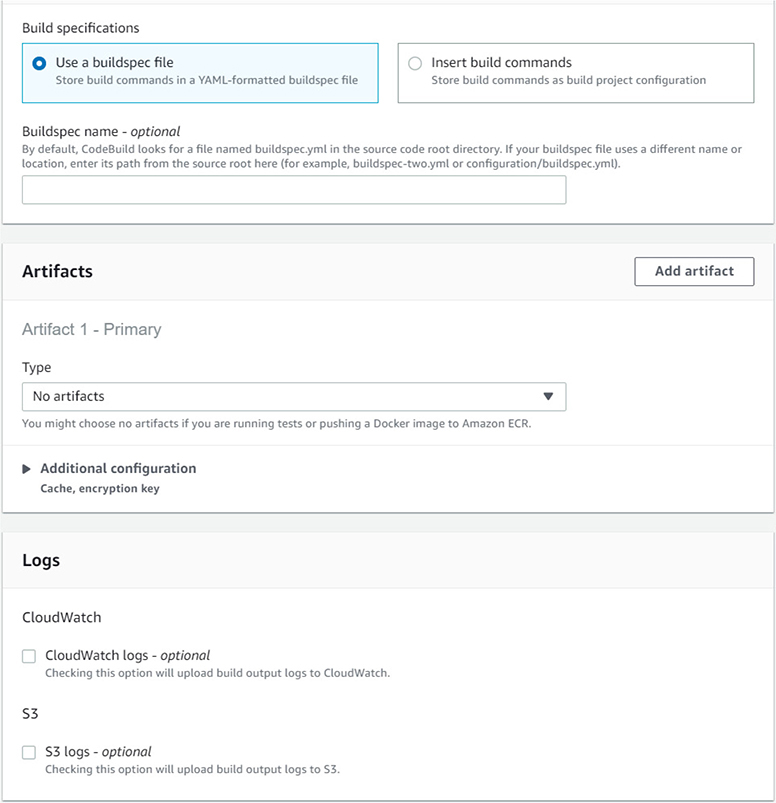 Build specifications
Use a buildspec file
Store build commands in a YAML-formatted buildspec file
Insert build commands
Store build commands as build project configuration
Buildspec name - optional
By default, CodeBuild looks for a file named buildspec.yml in the source code root directory. If your buildspec file uses a different name or
location, enter its path from the source root here (for example, buildspec-two.yml or configuration/buildspec.yml).
Artifacts
Add artifact
Artifact 1 - Primary
Type
No artifacts
You might choose no artifacts if you are running tests or pushing a Docker image to Amazon ECR.
Additional configuration
Cache, encryption key
Logs
CloudWatch
CloudWatch logs - optional
Checking this option will upload build output logs to CloudWatch.
S3
S3 logs - optional
Checking this option will upload build output logs to S3.